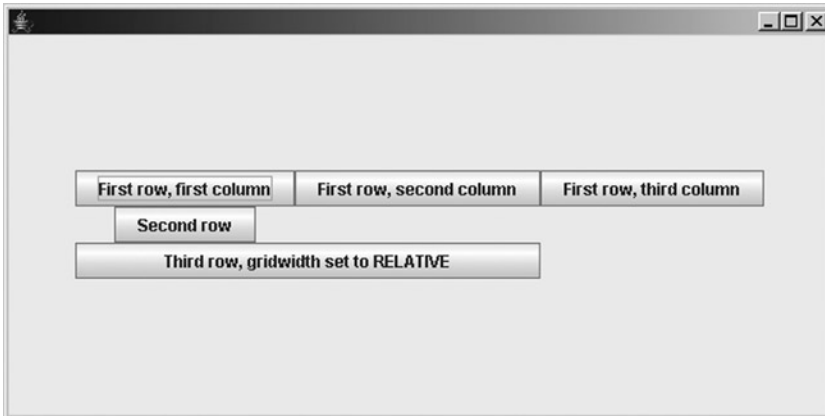 First row, first column
First row, second column
First row, third column
Second row
Third row, gridwidth set to RELATIVE